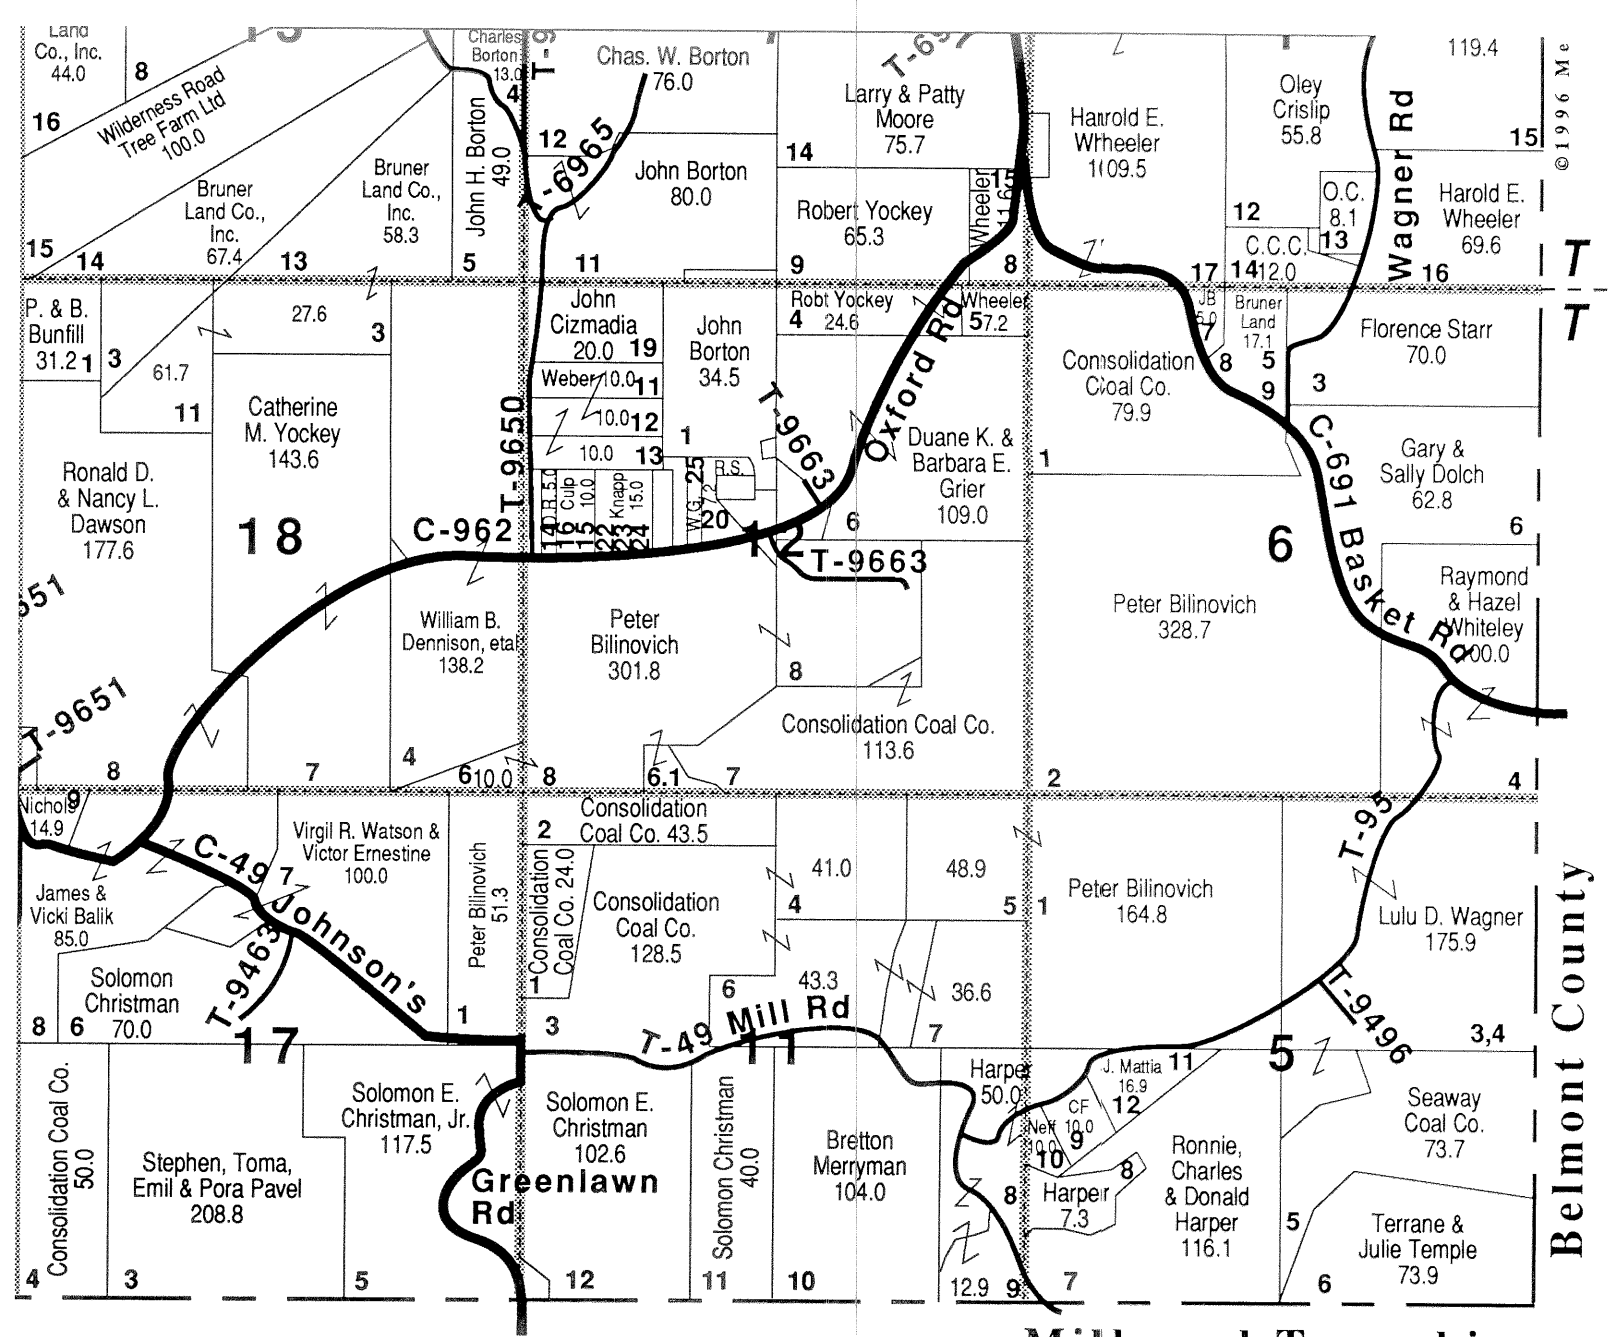 Land
Co., Inc.
44.0
8
16
Wilderness Road
Tree Farm Ltd
100.0
15
14
Bruner
Land Co.,
Inc.
67.4
13
Bruner
Land Co.,
Inc.
58.3
Charles
Borton
13.0
4
John H. Borton
49.0
5
Chas. W. Borton
76.0
12
T-6965
John Borton
80.0
11
Larry & Patty
Moore
75.7
14
Robert Yockey
65.3
9
Wheeler
11.6
15
8
Harold E.
Wheeler
109.5
17
Oley
Crislip
55.8
12
O.C.
8.1
13
C.C.C.
14
12.0
Wagner Rd
119.4
15
Harold E.
Wheeler
69.6
16
©1996 Me
T
T
P. & B.
Bunfill
31.2
1
3
61.7
11
27.6
3
Catherine
M. Yockey
143.6
Ronald D.
& Nancy L.
Dawson
177.6
18
C-962
T-9650
John
Cizmadia
20.0
19
Weber 10.0
11
10.0
12
10.0
13
John
Borton
34.5
1
D.R. 5.0
14
Culp
10.0
16
15
Knapp
15.0
22
23
24
W.G.
7.2
25
R.S.
20
T-9663
12
T-9663
Robt Yockey
4
24.6
Wheeler
5
7.2
Oxford Rd
Duane K. &
Barbara E.
Grier
109.0
6
Consolidation
Coal Co.
79.9
1
JB
5.0
7
8
Bruner
Land
17.1
5
9
Florence Starr
70.0
3
Gary &
Sally Dolch
62.8
6
C-691 Basket Rd
6
Peter Bilinovich
328.7
2
Raymond
& Hazel
Whiteley
100.0
4
651
T-9651
8
7
William B.
Dennison, etal
138.2
4
6
10.0
Peter
Bilinovich
301.8
8
8
6.1
7
Consolidation Coal Co.
113.6
Nichols
14.9
9
C-49 Johnson's
7
Virgil R. Watson &
Victor Ernestine
100.0
James &
Vicki Balik
85.0
Solomon
Christman
70.0
8
6
T-9463
17
Peter Bilinovich
51.3
1
2
Consolidation
Coal Co. 43.5
Consolidation
Coal Co. 24.0
1
Consolidation
Coal Co.
128.5
3
6
41.0
4
48.9
5
43.3
36.6
7
T-49 Mill Rd
11
Peter Bilinovich
164.8
1
T-95
Lulu D. Wagner
175.9
T-9496
3,4
5
Belmont County
Consolidation Coal Co.
50.0
4
Stephen, Toma,
Emil & Pora Pavel
208.8
3
Solomon E.
Christman, Jr.
117.5
5
Greenlawn
Rd
Solomon E.
Christman
102.6
12
Solomon Christman
40.0
11
Bretton
Merryman
104.0
10
Harper
50.0
8
12.9
9
J. Mattia
16.9
11
12
CF
10.0
9
Neff
10.0
10
Harper
7.3
8
7
Ronnie,
Charles
& Donald
Harper
116.1
Seaway
Coal Co.
73.7
5
Terrane &
Julie Temple
73.9
6